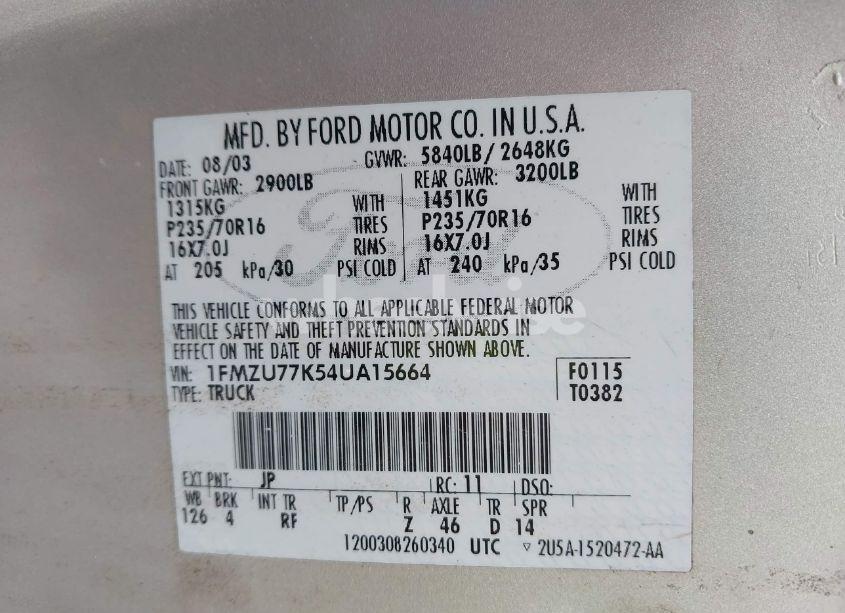 MFD. BY FORD MOTOR CO. IN U.S.A.
DATE: 08/03 GVWR: 5840LB/ 2648KG
FRONT GAWR: 2900LB REAR GAWR: 3200LB
1315KG WITH 1451KG WITH
P235/70R16 TIRES P235/70R16 TIRES
16X7.0J RIMS 16X7.0J RIMS
AT 205 kPa/30 PSI COLD AT 240 kPa/35 PSI COLD
Ford
THIS VEHICLE CONFORMS TO ALL APPLICABLE FEDERAL MOTOR
VEHICLE SAFETY AND THEFT PREVENTION STANDARDS IN
EFFECT ON THE DATE OF MANUFACTURE SHOWN ABOVE.
VIN: 1FMZU77K54UA15664 F0115
TYPE: TRUCK T0382
EXT PNT: JP RC: 11 DSO:
WB BRK INT TR TP/PS R AXLE TR SPR
126 4 RF Z 46 D 14
1200308260340 UTC ▽ 2U5A-1520472-AA